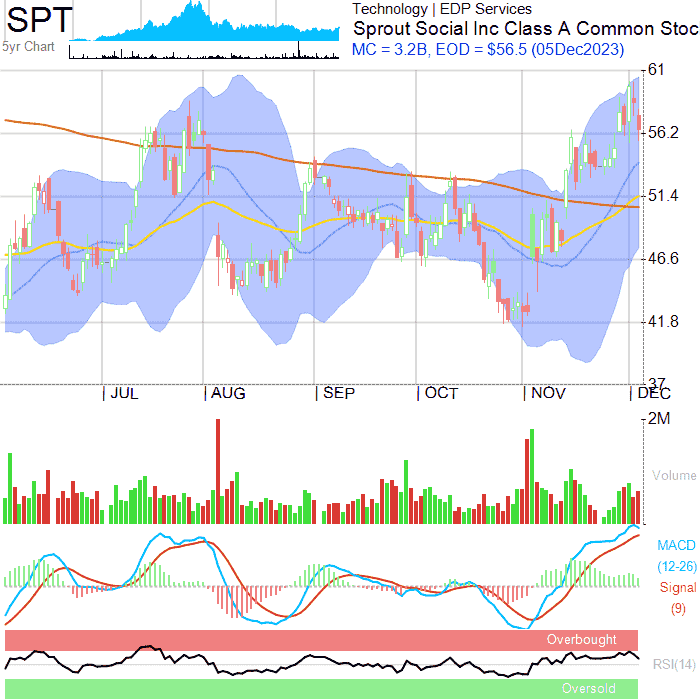 SPT
5yr Chart
Technology | EDP Services
Sprout Social Inc Class A Common Stoc
MC = 3.2B, EOD = $56.5 (05Dec2023)
61
56.2
51.4
46.6
41.8
37
JUL AUG SEP OCT NOV DEC
2M
Volume
MACD
(12-26)
Signal
(9)
Overbought
RSI(14)
Oversold